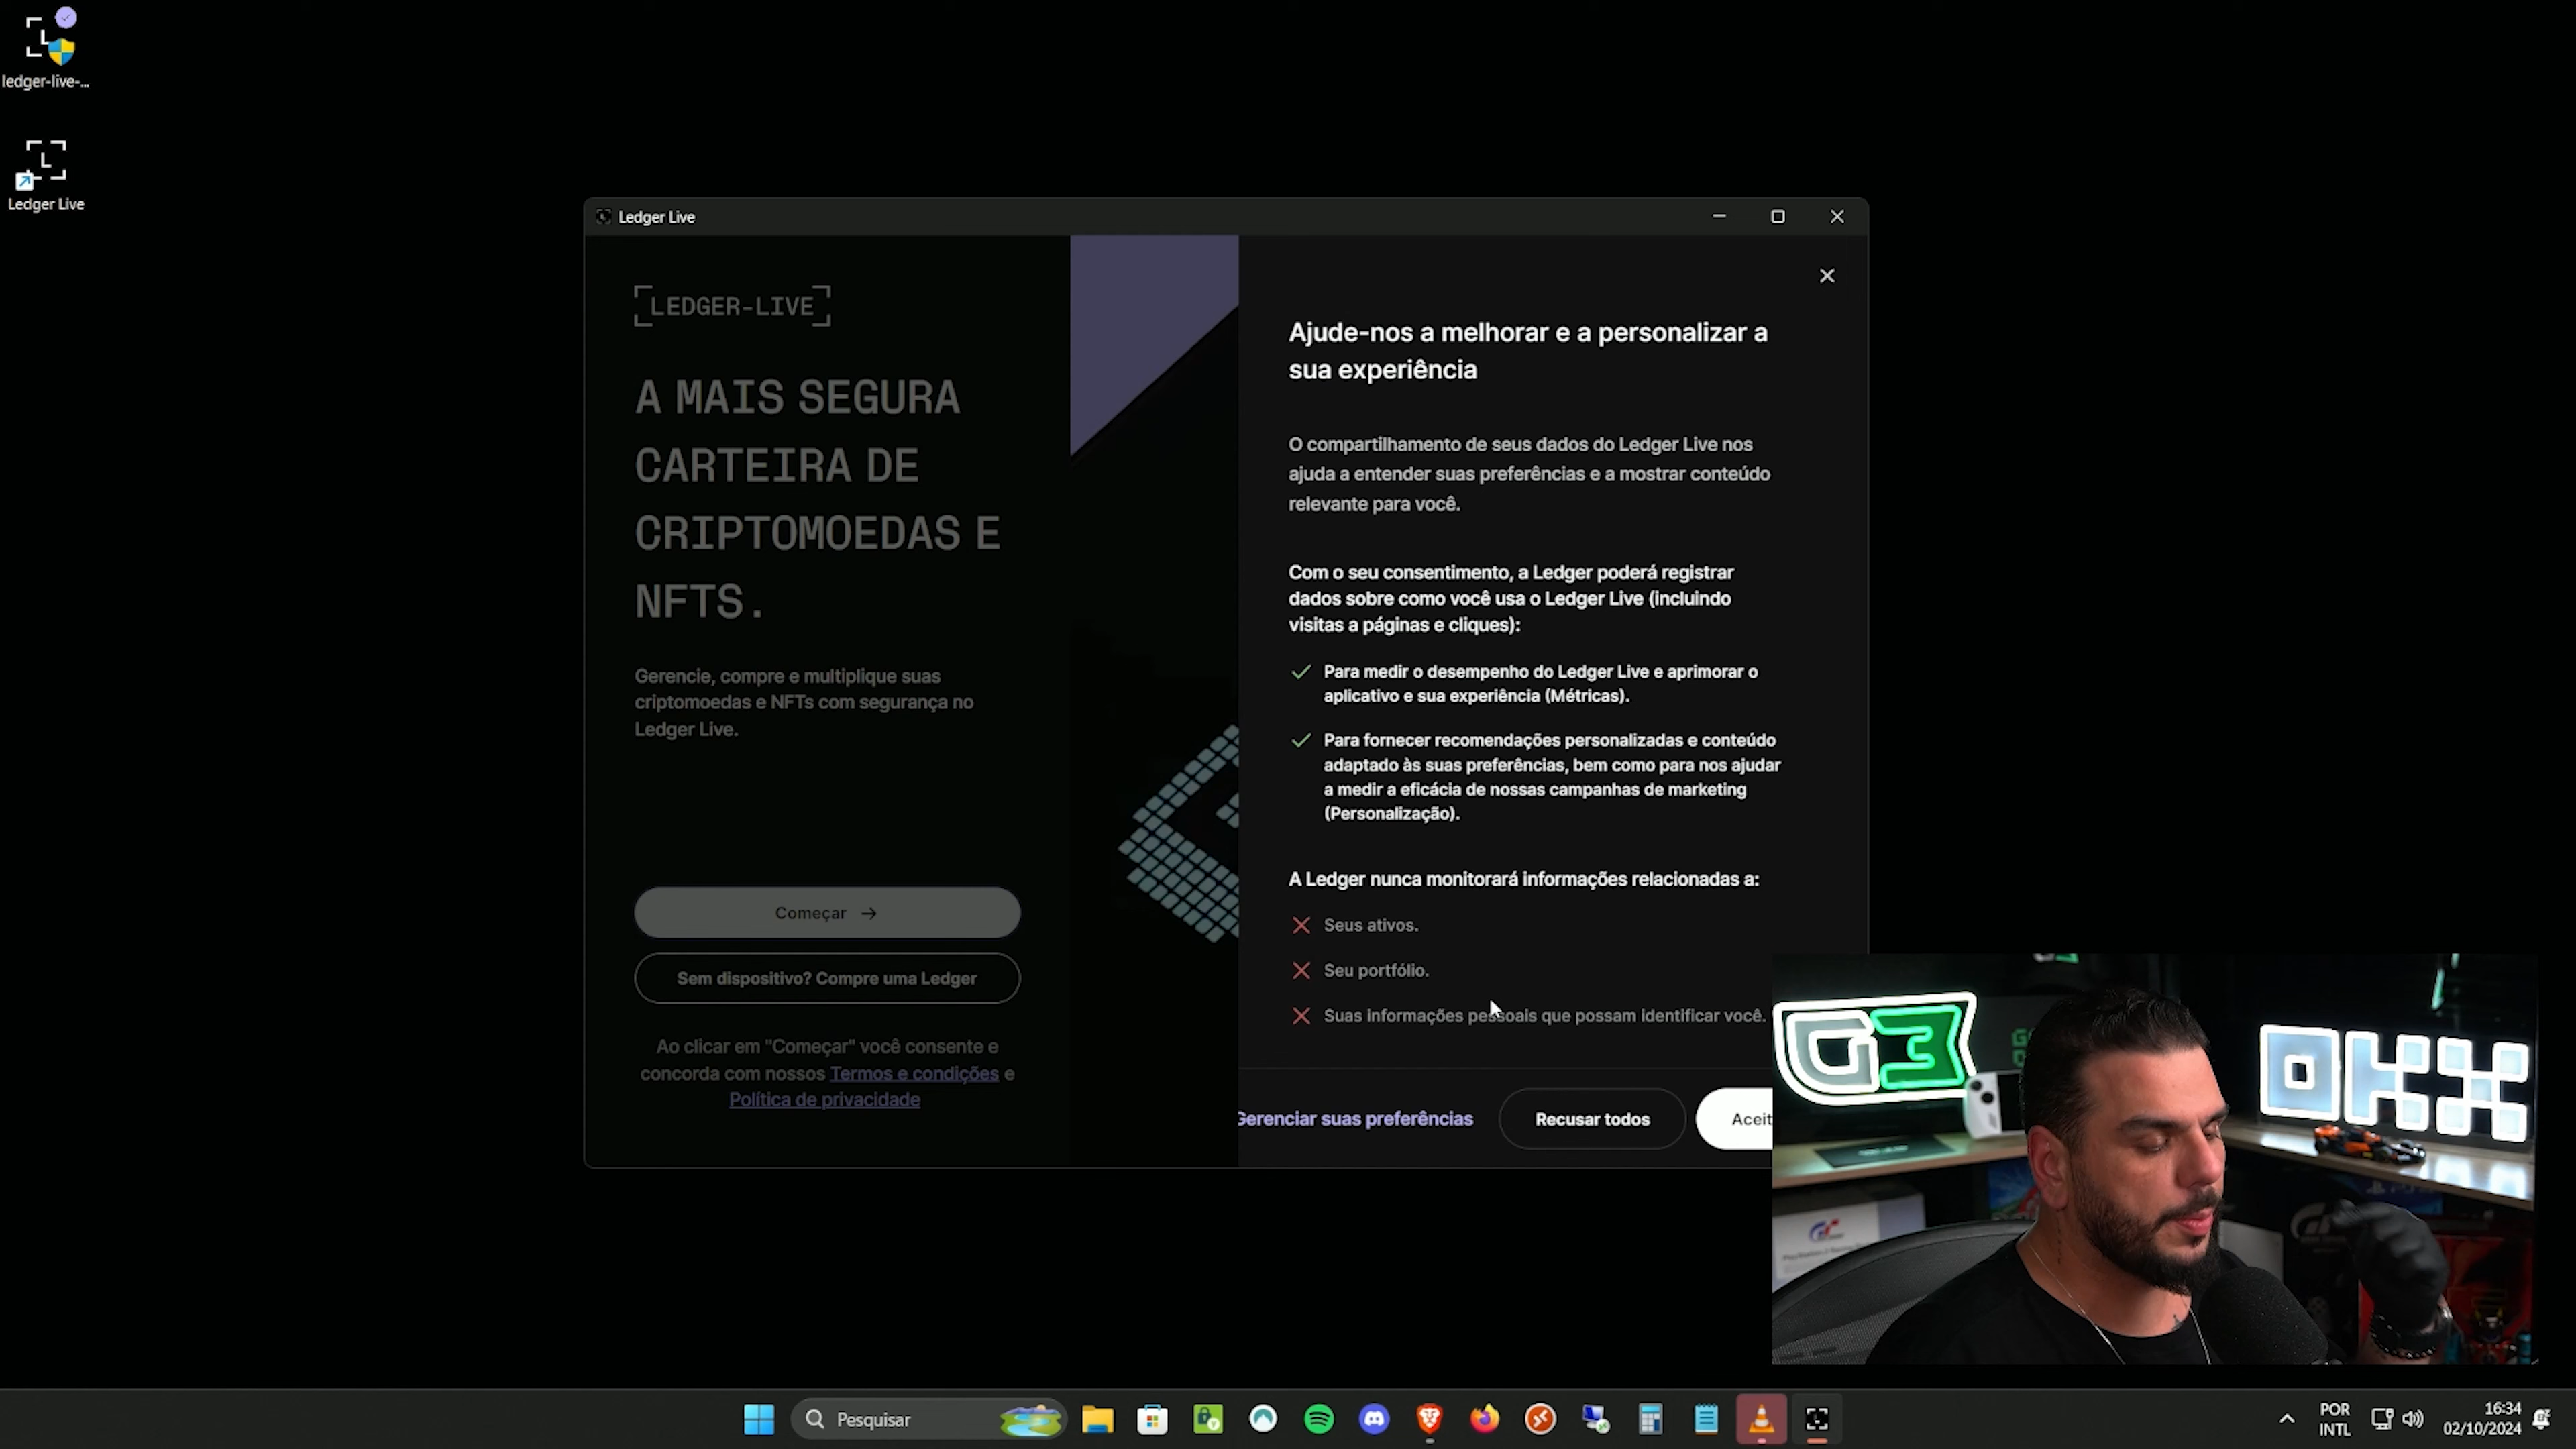 ledger-live-...
Ledger Live
Ledger Live
LEDGER-LIVE
A MAIS SEGURA
CARTEIRA DE
CRIPTOMOEDAS E
NFTS.
Gerencie, compre e multiplique suas
criptomoedas e NFTs com segurança no
Ledger Live.
Começar
Sem dispositivo? Compre uma Ledger
Ao clicar em "Começar" você consente e
concorda com nossos Termos e condições e
Política de privacidade
Ajude-nos a melhorar e a personalizar a
sua experiência
O compartilhamento de seus dados do Ledger Live nos
ajuda a entender suas preferências e a mostrar conteúdo
relevante para você.
Com o seu consentimento, a Ledger poderá registrar
dados sobre como você usa o Ledger Live (incluindo
visitas a páginas e cliques):
Para medir o desempenho do Ledger Live e aprimorar o
aplicativo e sua experiência (Métricas).
Para fornecer recomendações personalizadas e conteúdo
adaptado às suas preferências, bem como para nos ajudar
a medir a eficácia de nossas campanhas de marketing
(Personalização).
A Ledger nunca monitorará informações relacionadas a:
Seus ativos.
Seu portfólio.
Suas informações pessoais que possam identificar você.
Gerenciar suas preferências
Recusar todos
Aceit
G3
OKX
Pesquisar
POR
INTL
16:34
02/10/2024